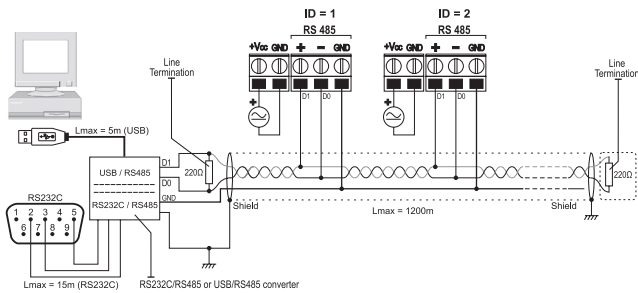 ID = 1
ID = 2
RS 485
RS 485
+Vcc GND + − GND
+Vcc GND + − GND
Line
Termination
Line
Termination
+
D1
D0
+
D1
D0
Lmax = 5m (USB)
USB / RS485
D1
D0
GND
220Ω
220Ω
RS232C / RS485
Shield
Lmax = 1200m
Shield
RS232C
1 2 3 4 5
6 7 8 9
Lmax = 15m (RS232C)
RS232C/RS485 or USB/RS485 converter